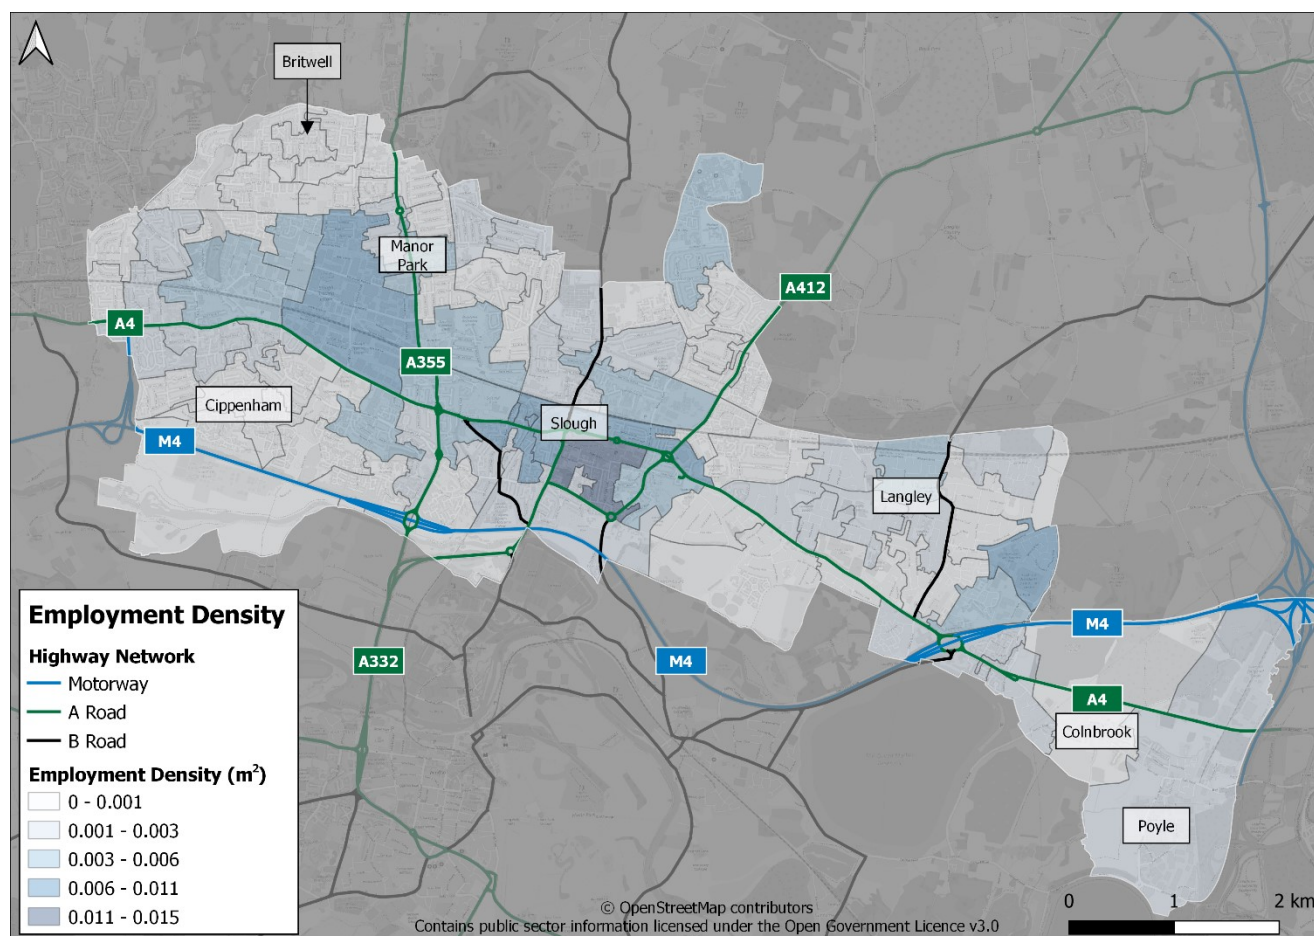 Britwell
Manor
Park
A412
A4
A355
Cippenham
Slough
M4
Langley
Employment Density
Highway Network
Motorway
A Road
B Road
Employment Density (m²)
0 - 0.001
0.001 - 0.003
0.003 - 0.006
0.006 - 0.011
0.011 - 0.015
A332
M4
M4
A4
Colnbrook
Poyle
0 1 2 km
© OpenStreetMap contributors
Contains public sector information licensed under the Open Government Licence v3.0